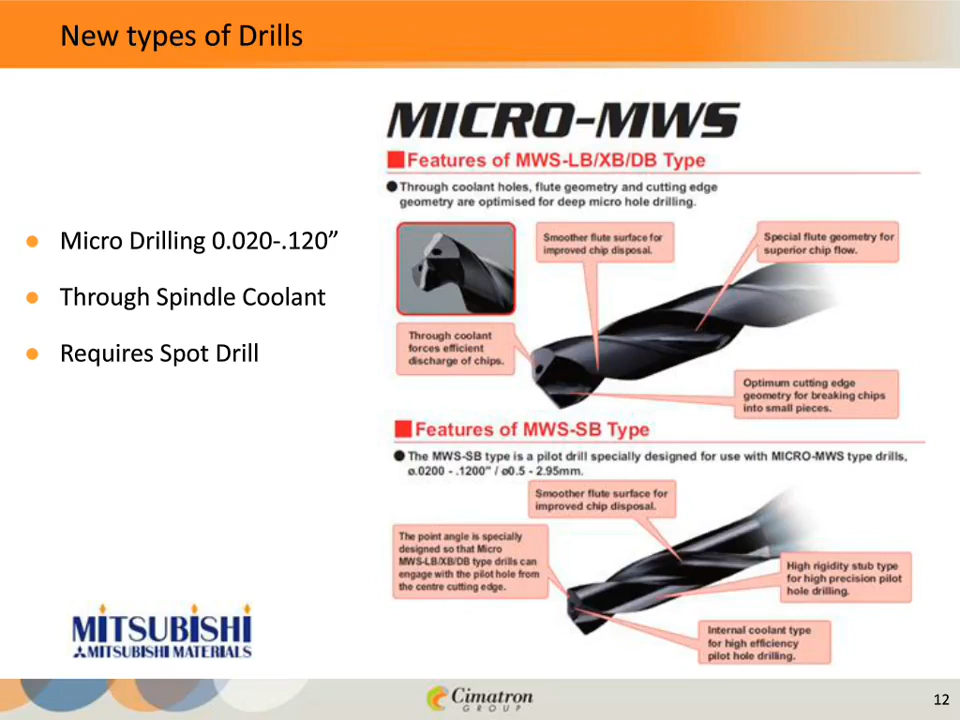 New types of Drills
Micro Drilling 0.020-.120”
Through Spindle Coolant
Requires Spot Drill
MITSUBISHI
MITSUBISHI MATERIALS
MICRO-MWS
Features of MWS-LB/XB/DB Type
Through coolant holes, flute geometry and cutting edge
geometry are optimised for deep micro hole drilling.
Smoother flute surface for
improved chip disposal.
Special flute geometry for
superior chip flow.
Through coolant
forces efficient
discharge of chips.
Optimum cutting edge
geometry for breaking chips
into small pieces.
Features of MWS-SB Type
The MWS-SB type is a pilot drill specially designed for use with MICRO-MWS type drills,
ø.0200 - .1200" / ø0.5 - 2.95mm.
Smoother flute surface for
improved chip disposal.
The point angle is specially
designed so that Micro
MWS-LB/XB/DB type drills can
engage with the pilot hole from
the centre cutting edge.
High rigidity stub type
for high precision pilot
hole drilling.
Internal coolant type
for high efficiency
pilot hole drilling.
Cimatron
GROUP
12